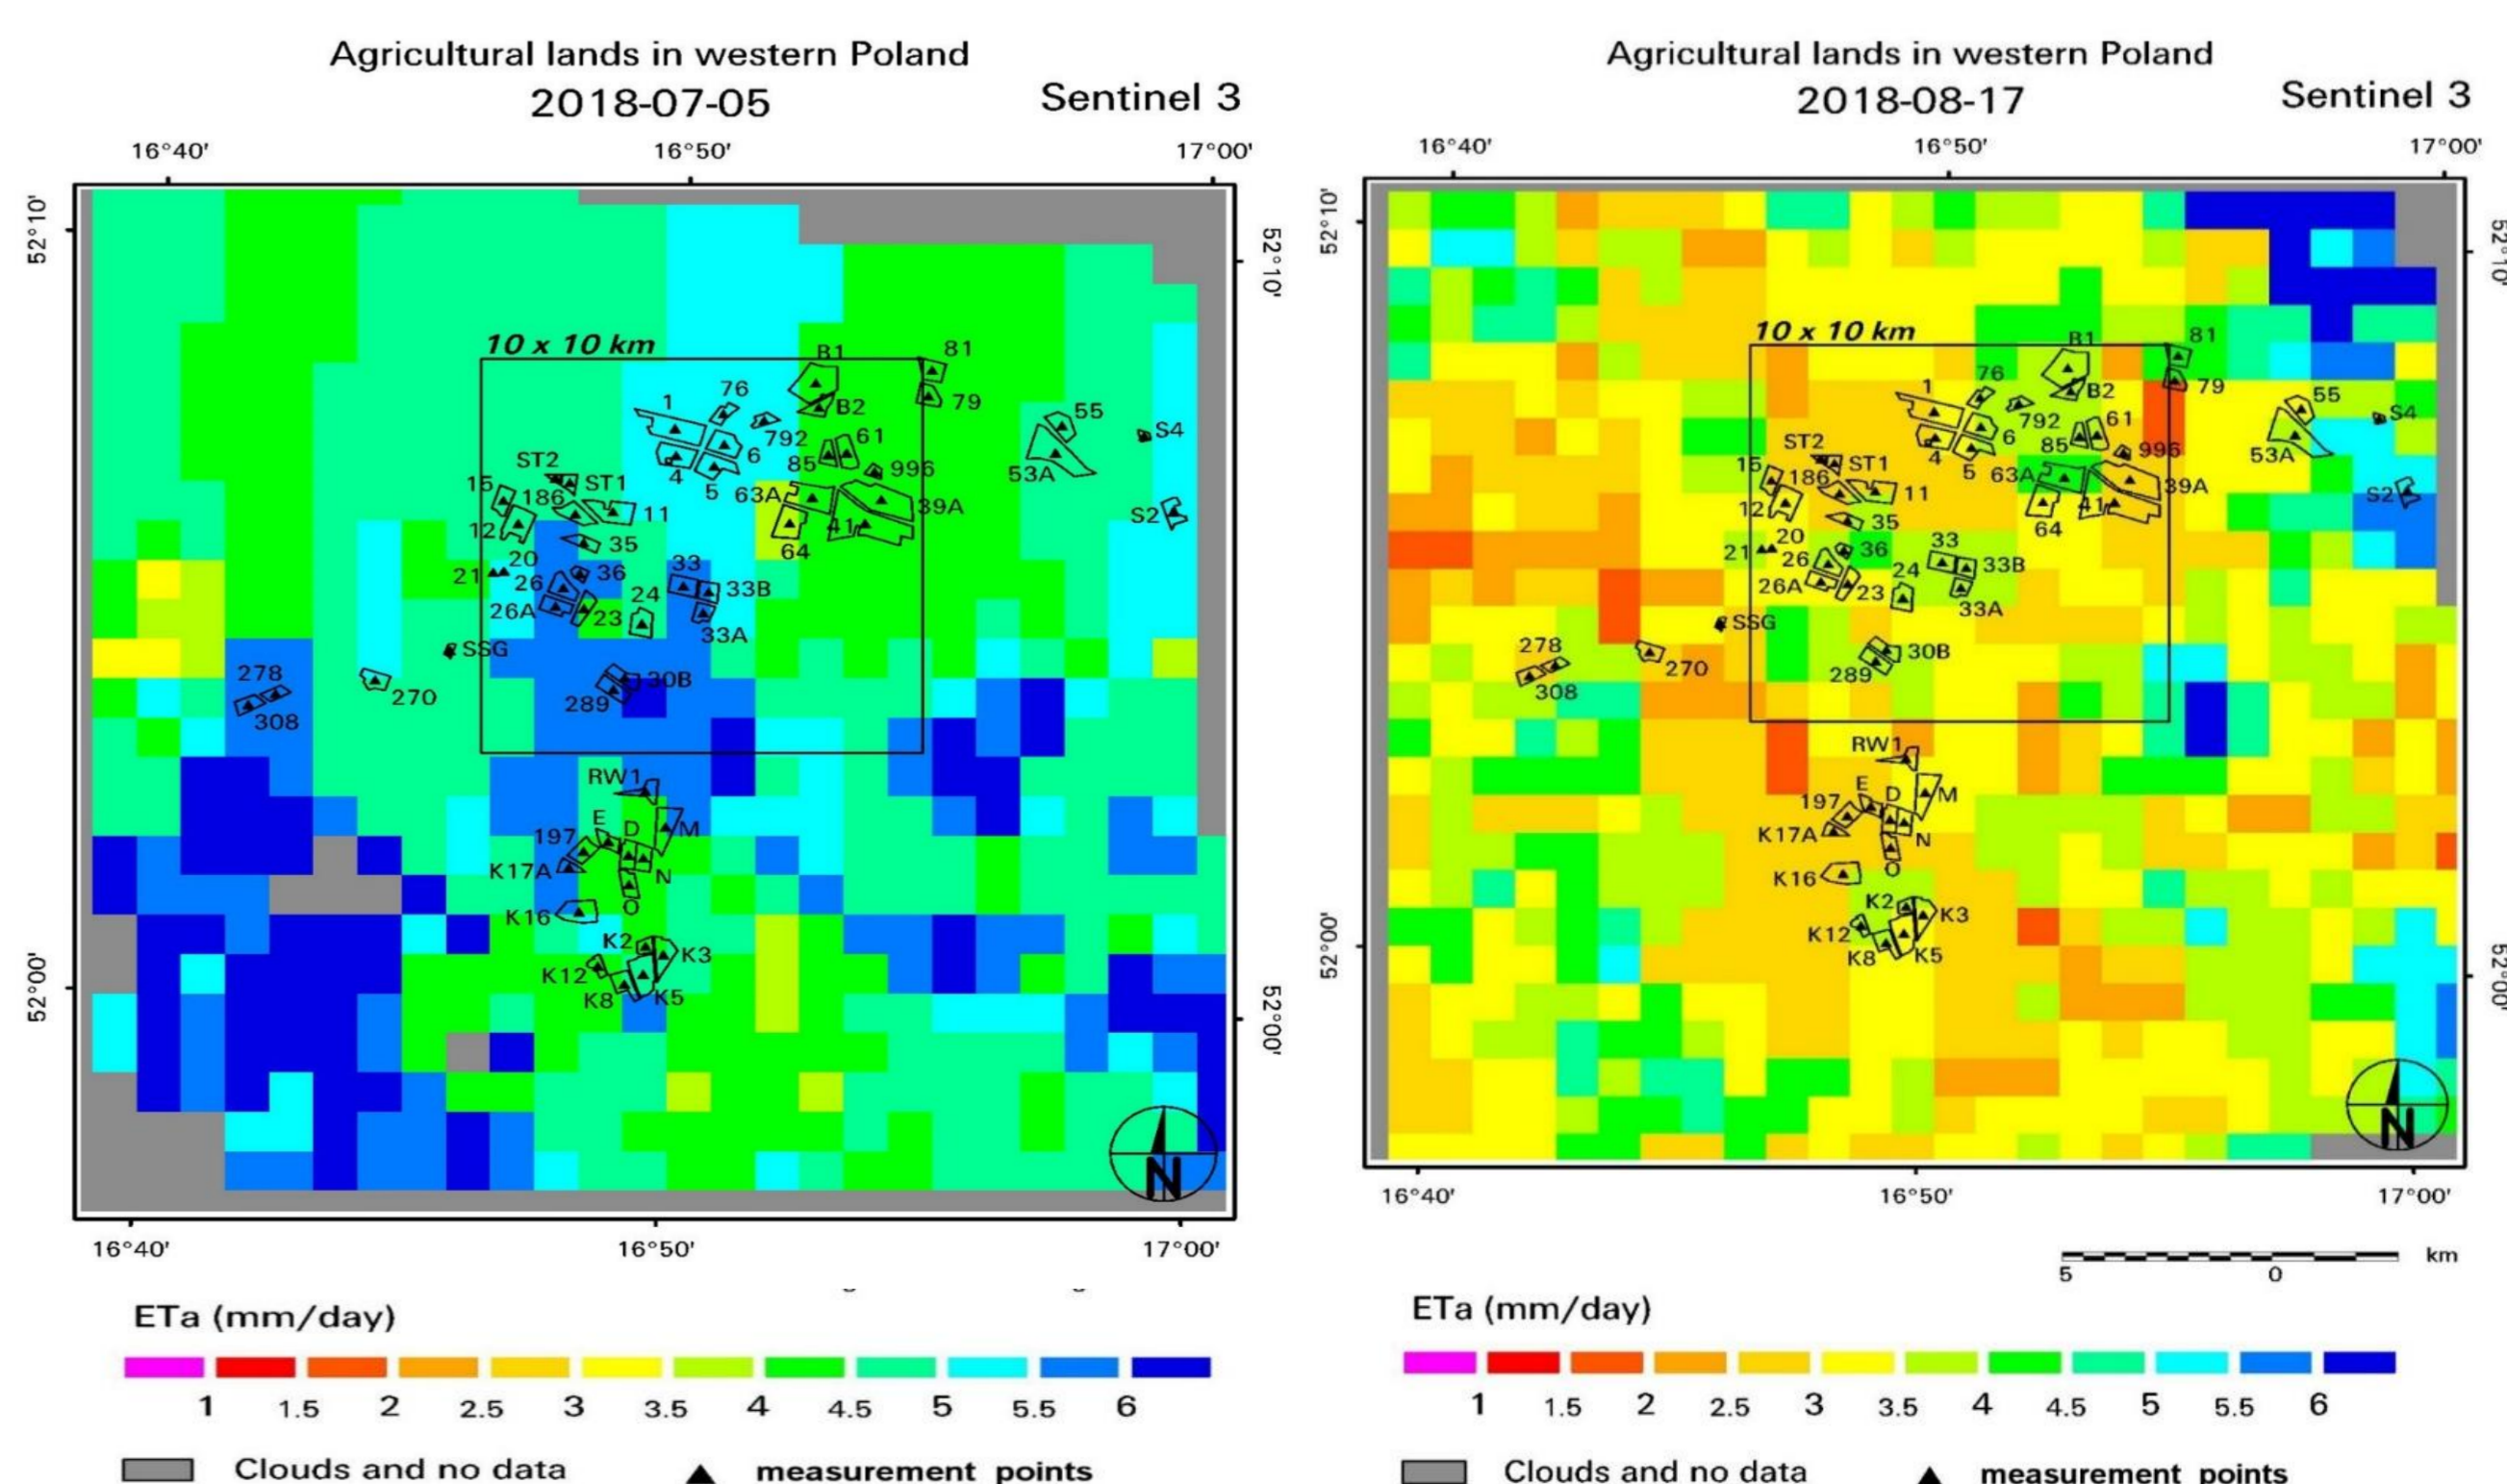 Agricultural lands in western Poland
2018-07-05
Sentinel 3
16°40' 16°50' 17°00'
52°10'
52°10'
10 x 10 km
B1
81
76
1
B2
79
792
55
61
S4
6
85
ST2
4
996
53A
15
ST1
5
63A
186
39A
11
41
S2
12
35
64
20
21
36
33
26
33B
24
26A
23
33A
SSG
278
30B
270
289
308
RW1
E
D
M
197
K17A
N
O
K16
K2
K3
K12
K8
K5
52°00'
52°00'
N
16°40' 16°50' 17°00'
ETa (mm/day)
1 1.5 2 2.5 3 3.5 4 4.5 5 5.5 6
Clouds and no data
measurement points
Agricultural lands in western Poland
2018-08-17
Sentinel 3
16°40' 16°50' 17°00'
52°10'
52°10'
10 x 10 km
B1
81
76
1
B2
79
792
55
S4
61
6
85
ST2
4
996
53A
15
ST1
5
63A
186
39A
11
41
S2
12
35
64
20
21
36
33
26
33B
24
26A
23
33A
SSG
278
30B
270
289
308
RW1
E
D
M
197
K17A
N
O
K16
K2
K3
K12
K8
K5
52°00'
52°00'
N
16°40' 16°50' 17°00'
km
5 0
ETa (mm/day)
1 1.5 2 2.5 3 3.5 4 4.5 5 5.5 6
Clouds and no data
measurement points